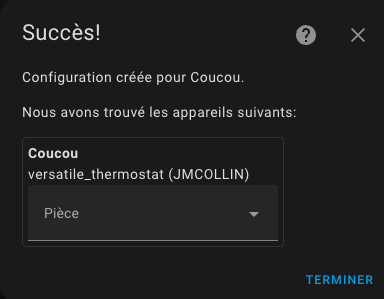 Succès!
Configuration créée pour Coucou.
Nous avons trouvé les appareils suivants:
Coucou
versatile_thermostat (JMCOLLIN)
Pièce
TERMINER